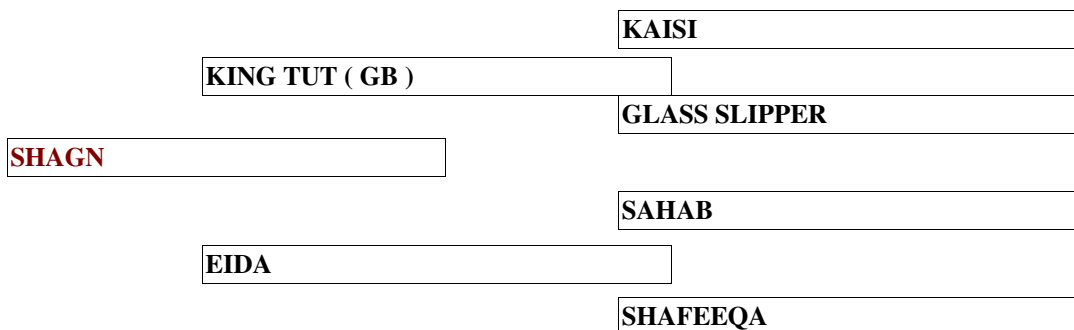 KAISI
KING TUT ( GB )
GLASS SLIPPER
SHAGN
SAHAB
EIDA
SHAFEEQA